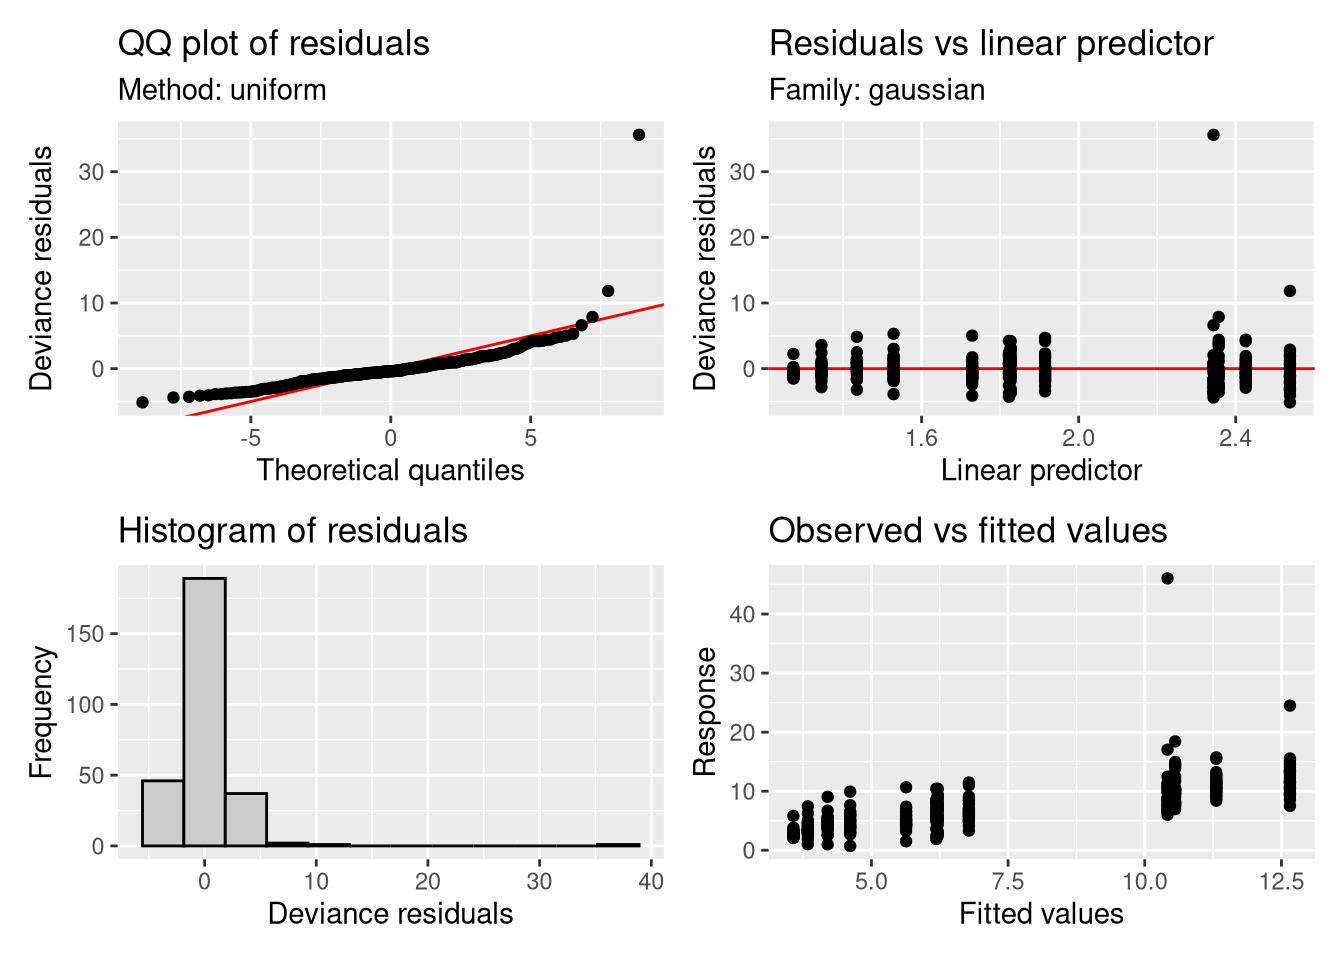 QQ plot of residuals
Method: uniform
Deviance residuals
30
20
10
0
-5
0
5
Theoretical quantiles
Residuals vs linear predictor
Family: gaussian
Deviance residuals
30
20
10
0
1.6
2.0
2.4
Linear predictor
Histogram of residuals
Frequency
150
100
50
0
0
10
20
30
40
Deviance residuals
Observed vs fitted values
Response
40
30
20
10
0
5.0
7.5
10.0
12.5
Fitted values